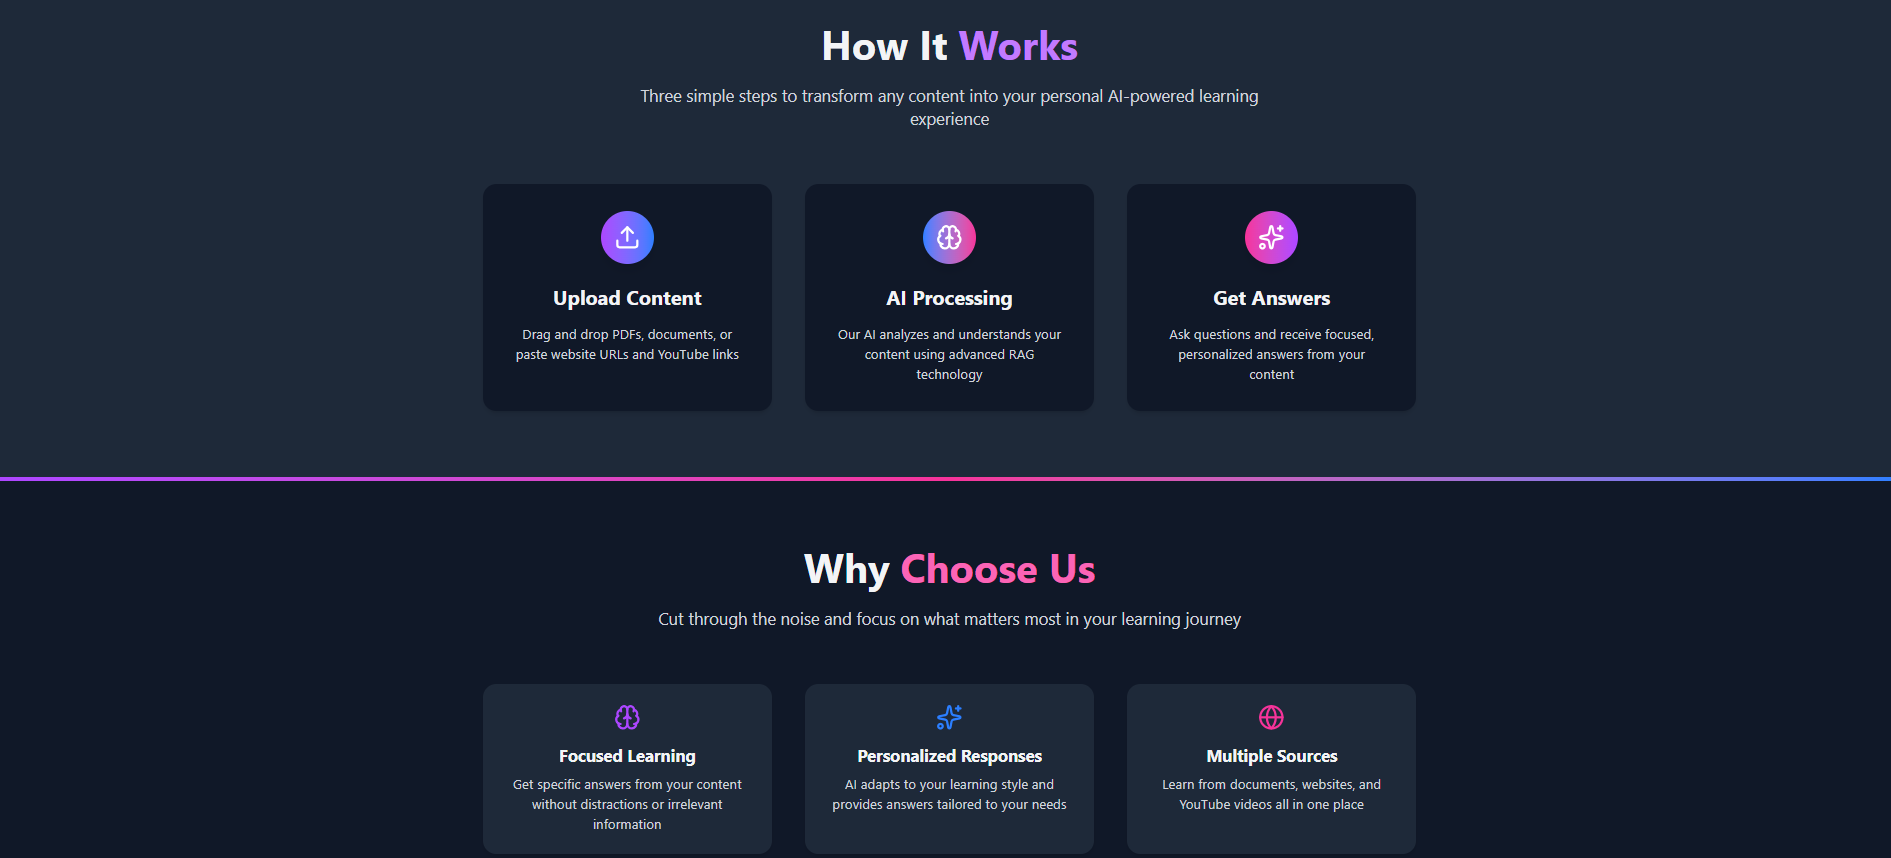 How It Works
Three simple steps to transform any content into your personal AI-powered learning
experience
Upload Content
Drag and drop PDFs, documents, or
paste website URLs and YouTube links
AI Processing
Our AI analyzes and understands your
content using advanced RAG
technology
Get Answers
Ask questions and receive focused,
personalized answers from your
content
Why Choose Us
Cut through the noise and focus on what matters most in your learning journey
Focused Learning
Get specific answers from your content
without distractions or irrelevant
information
Personalized Responses
AI adapts to your learning style and
provides answers tailored to your needs
Multiple Sources
Learn from documents, websites, and
YouTube videos all in one place